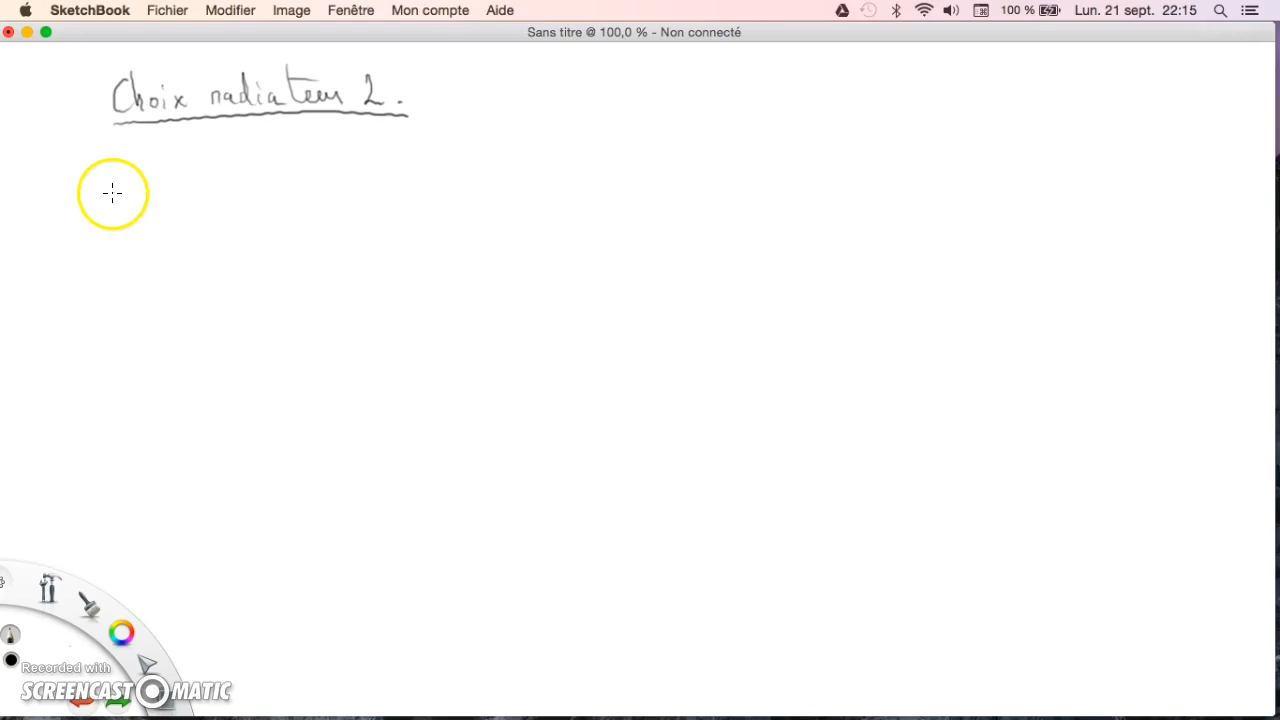 SketchBook Fichier Modifier Image Fenêtre Mon compte Aide 100 % Lun. 21 sept. 22:15
Sans titre @ 100,0 % - Non connecté
Choix radiateur 2.
Recorded with
SCREENCAST MATIC